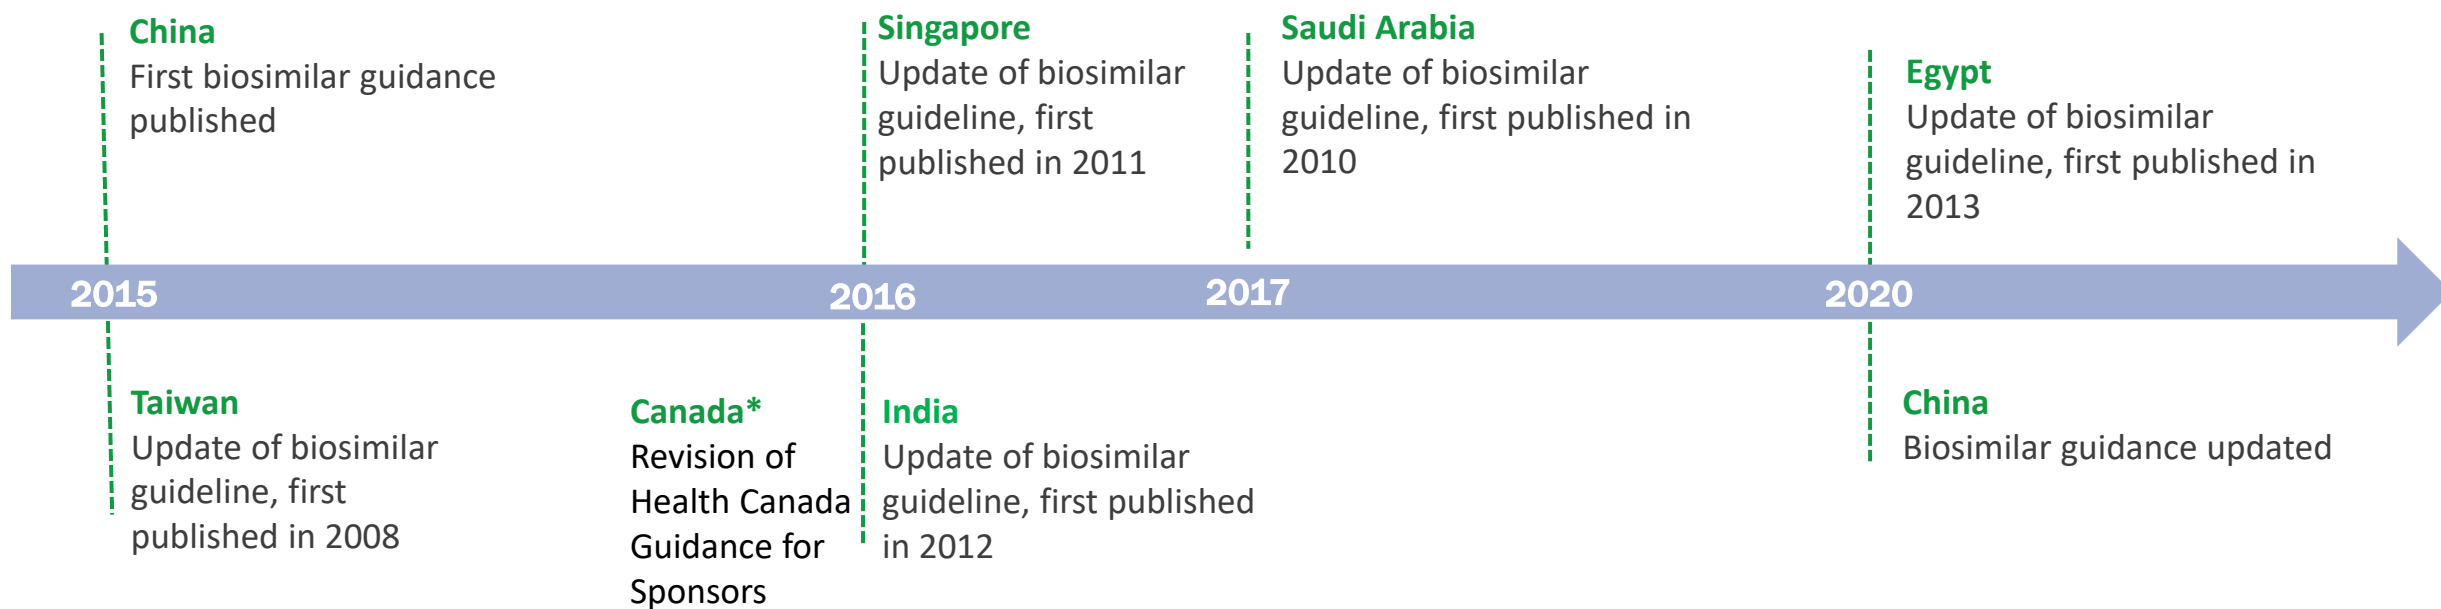 China
First biosimilar guidance
published
Singapore
Update of biosimilar
guideline, first
published in 2011
Saudi Arabia
Update of biosimilar
guideline, first published in
2010
Egypt
Update of biosimilar
guideline, first published in
2013
2015
2016
2017
2020
Taiwan
Update of biosimilar
guideline, first
published in 2008
Canada*
Revision of
Health Canada
Guidance for
Sponsors
India
Update of biosimilar
guideline, first published
in 2012
China
Biosimilar guidance updated